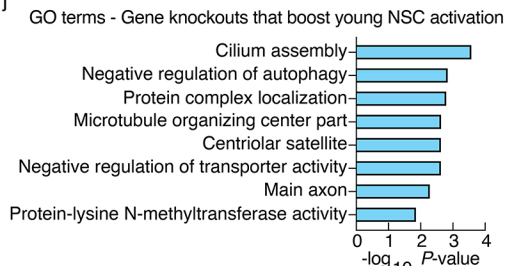 j
GO terms - Gene knockouts that boost young NSC activation
Cilium assembly
Negative regulation of autophagy
Protein complex localization
Microtubule organizing center part
Centriolar satellite
Negative regulation of transporter activity
Main axon
Protein-lysine N-methyltransferase activity
0 1 2 3 4
-log10 P-value